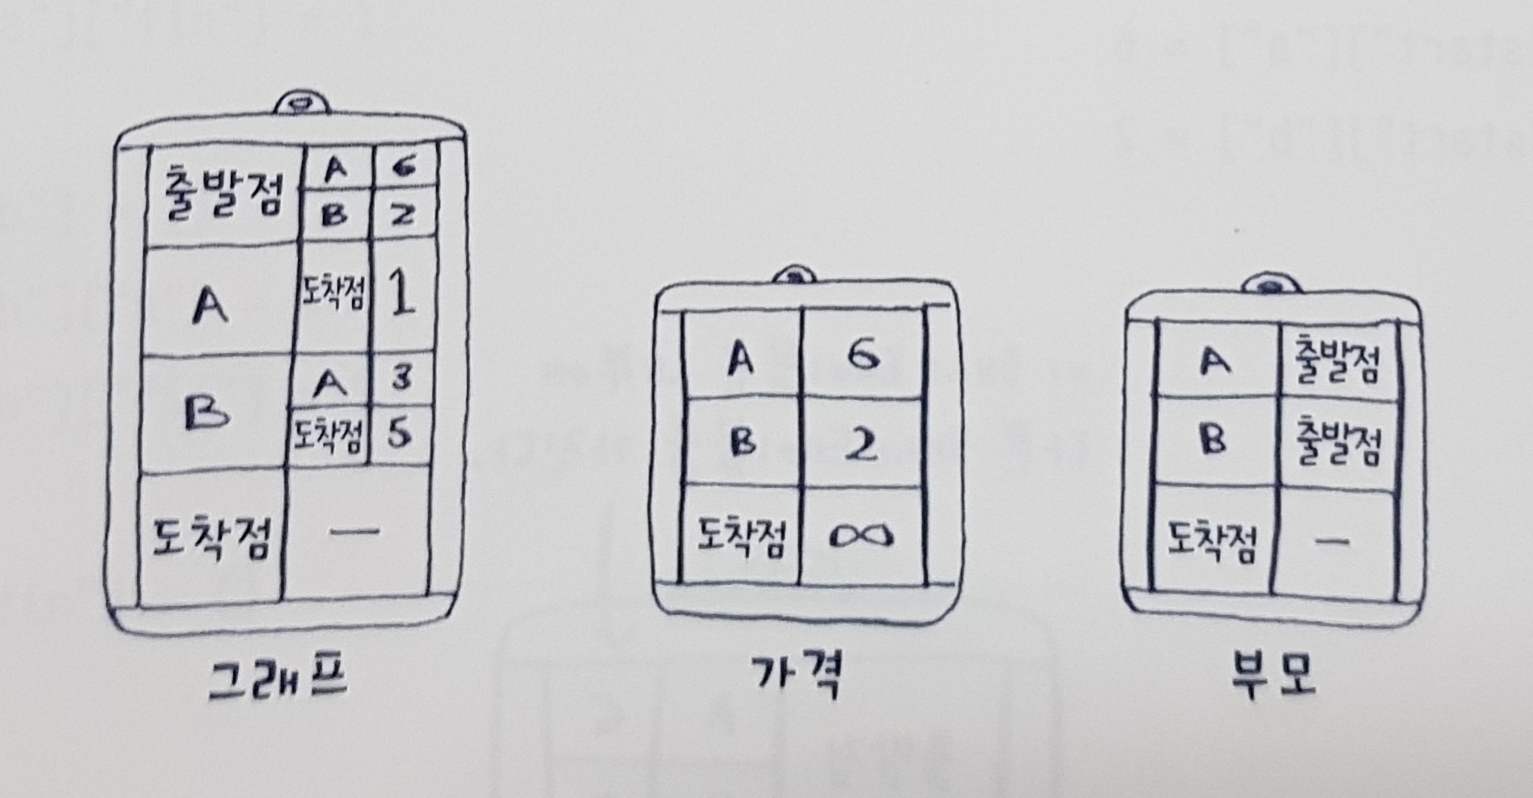 출발점 A 6
B 2
A 도착점 1
B A 3
도착점 5
도착점 —
그래프
A 6
B 2
도착점 ∞
가격
A 출발점
B 출발점
도착점 —
부모